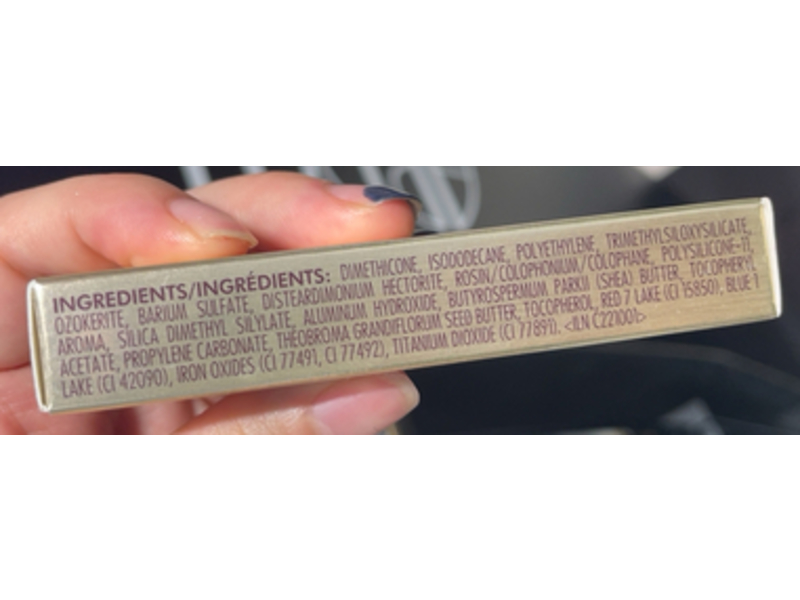 INGREDIENTS/INGRÉDIENTS: DIMETHICONE, ISODODECANE, POLYETHYLENE, TRIMETHYLSILOXYSILICATE,
OZOKERITE, BARIUM SULFATE, DISTEARDIMONIUM HECTORITE, ROSIN/COLOPHONIUM/COLOPHANE, POLYSILICONE-11,
AROMA, SILICA DIMETHYL SILYLATE, ALUMINUM HYDROXIDE, BUTYROSPERMUM PARKII (SHEA) BUTTER, TOCOPHERYL
ACETATE, PROPYLENE CARBONATE, THEOBROMA GRANDIFLORUM SEED BUTTER, TOCOPHEROL, RED 7 LAKE (CI 15850), BLUE 1
LAKE (CI 42090), IRON OXIDES (CI 77491, CI 77492), TITANIUM DIOXIDE (CI 77891). <ILN C22100I>